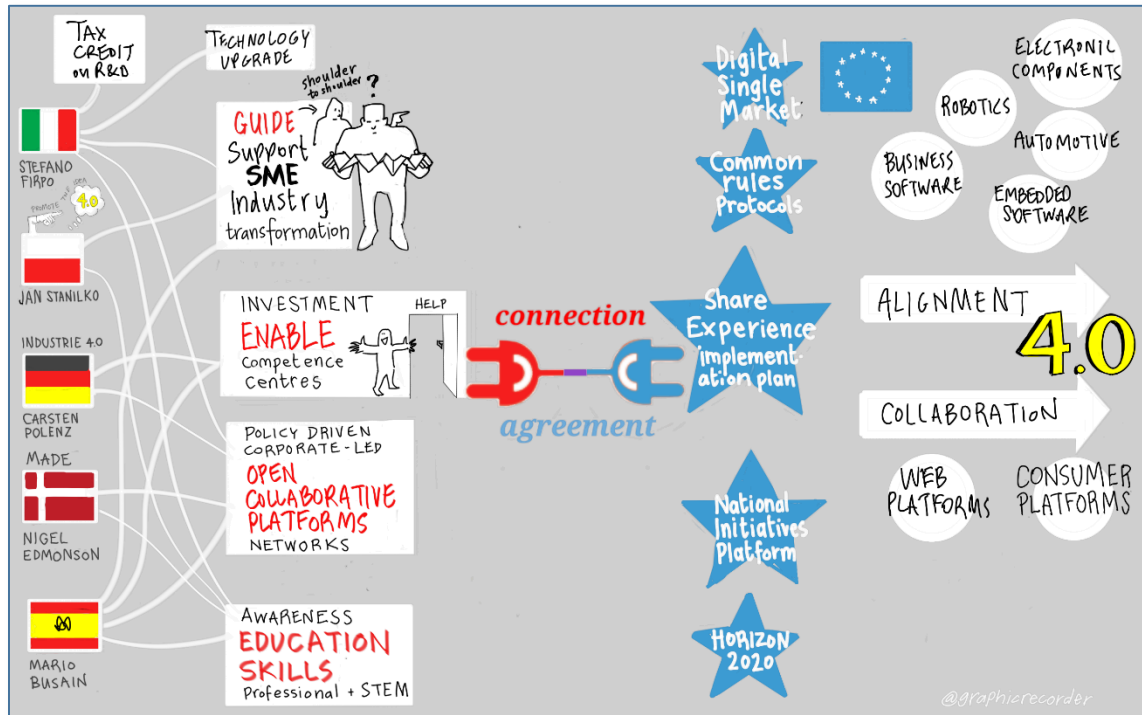 TAX
CREDIT
on R&D
TECHNOLOGY
UPGRADE
STEFANO
FIRPO
PROMOTE THE IDEA
4.0
JAN STANILKO
INDUSTRIE 4.0
CARSTEN
POLENZ
MADE
NIGEL
EDMONSON
MARIO
BUSAIN
shoulder
to shoulder
?
GUIDE
Support
SME
Industry
transformation
INVESTMENT
ENABLE
Competence
Centres
HELP
POLICY DRIVEN
CORPORATE-LED
OPEN
COLLABORATIVE
PLATFORMS
NETWORKS
AWARENESS
EDUCATION
SKILLS
Professional + STEM
connection
agreement
Digital
Single
Market
Common
rules
Protocols
Share
Experience
implement-
ation plan
National
Initiatives
Platform
HORIZON
2020
ELECTRONIC
COMPONENTS
ROBOTICS
AUTOMOTIVE
BUSINESS
SOFTWARE
EMBEDDED
SOFTWARE
ALIGNMENT
4.0
COLLABORATION
WEB
PLATFORMS
CONSUMER
PLATFORMS
@graphicrecorder